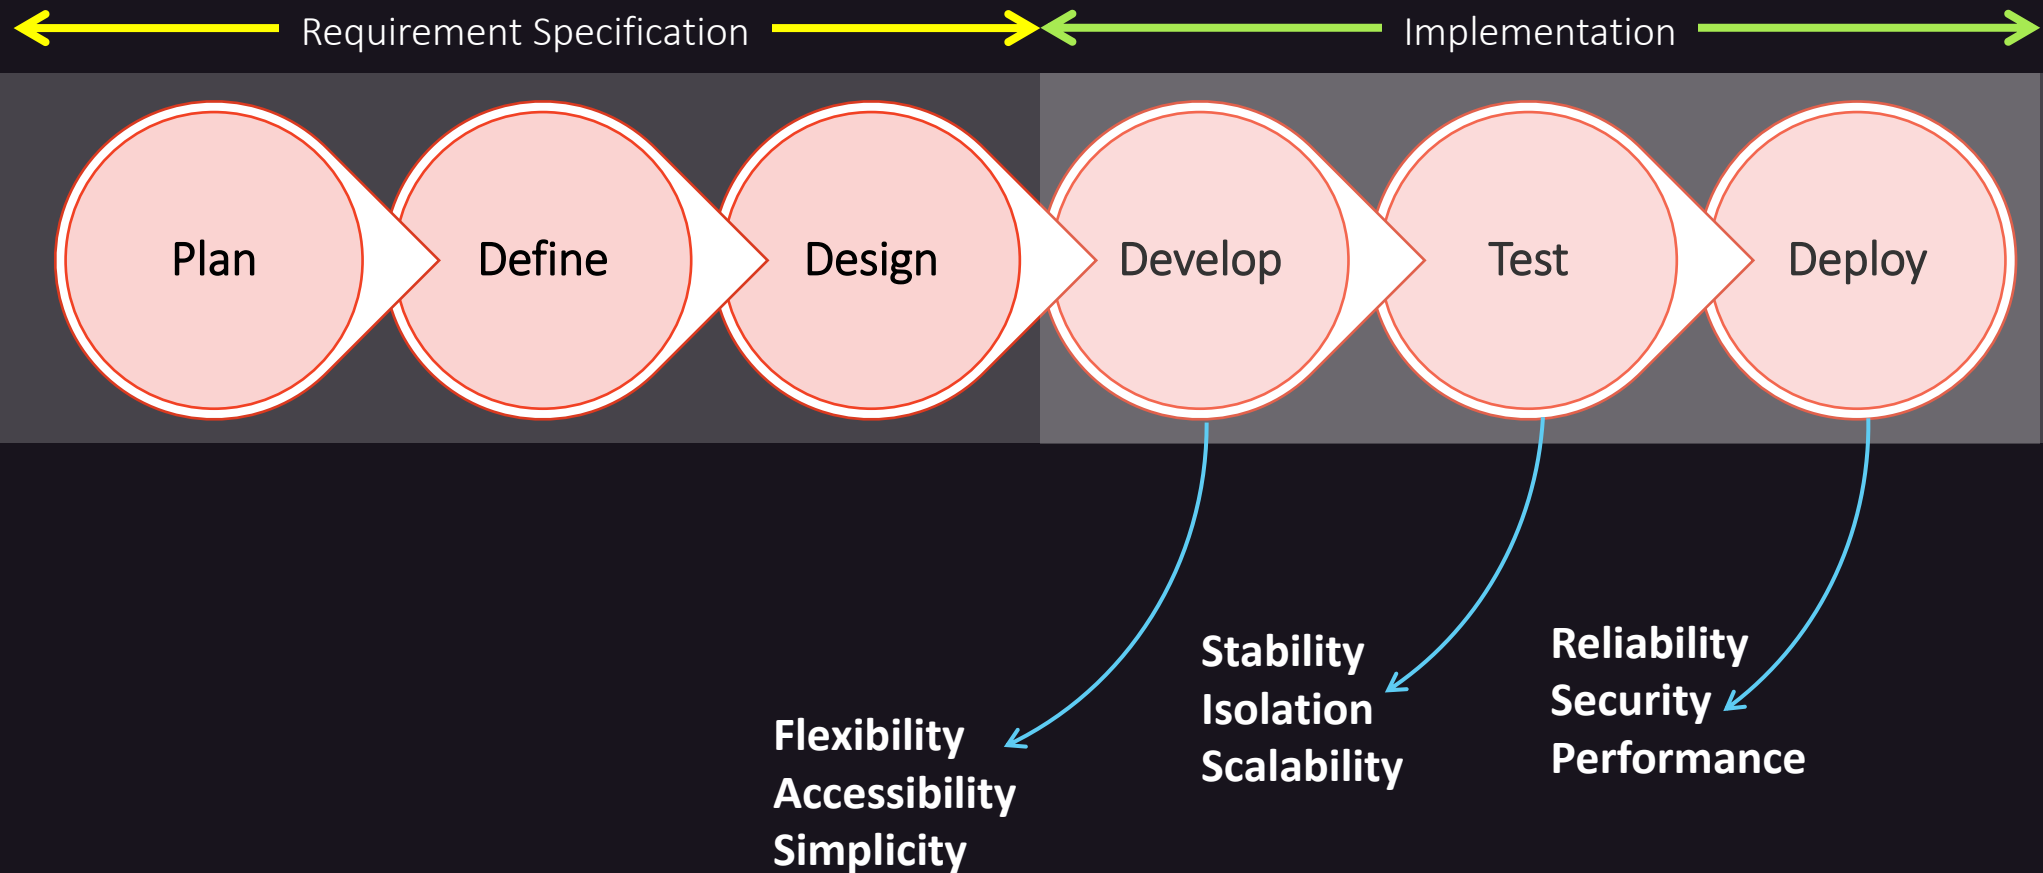 Requirement Specification
Implementation
Plan
Define
Design
Develop
Test
Deploy
Flexibility
Accessibility
Simplicity
Stability
Isolation
Scalability
Reliability
Security
Performance